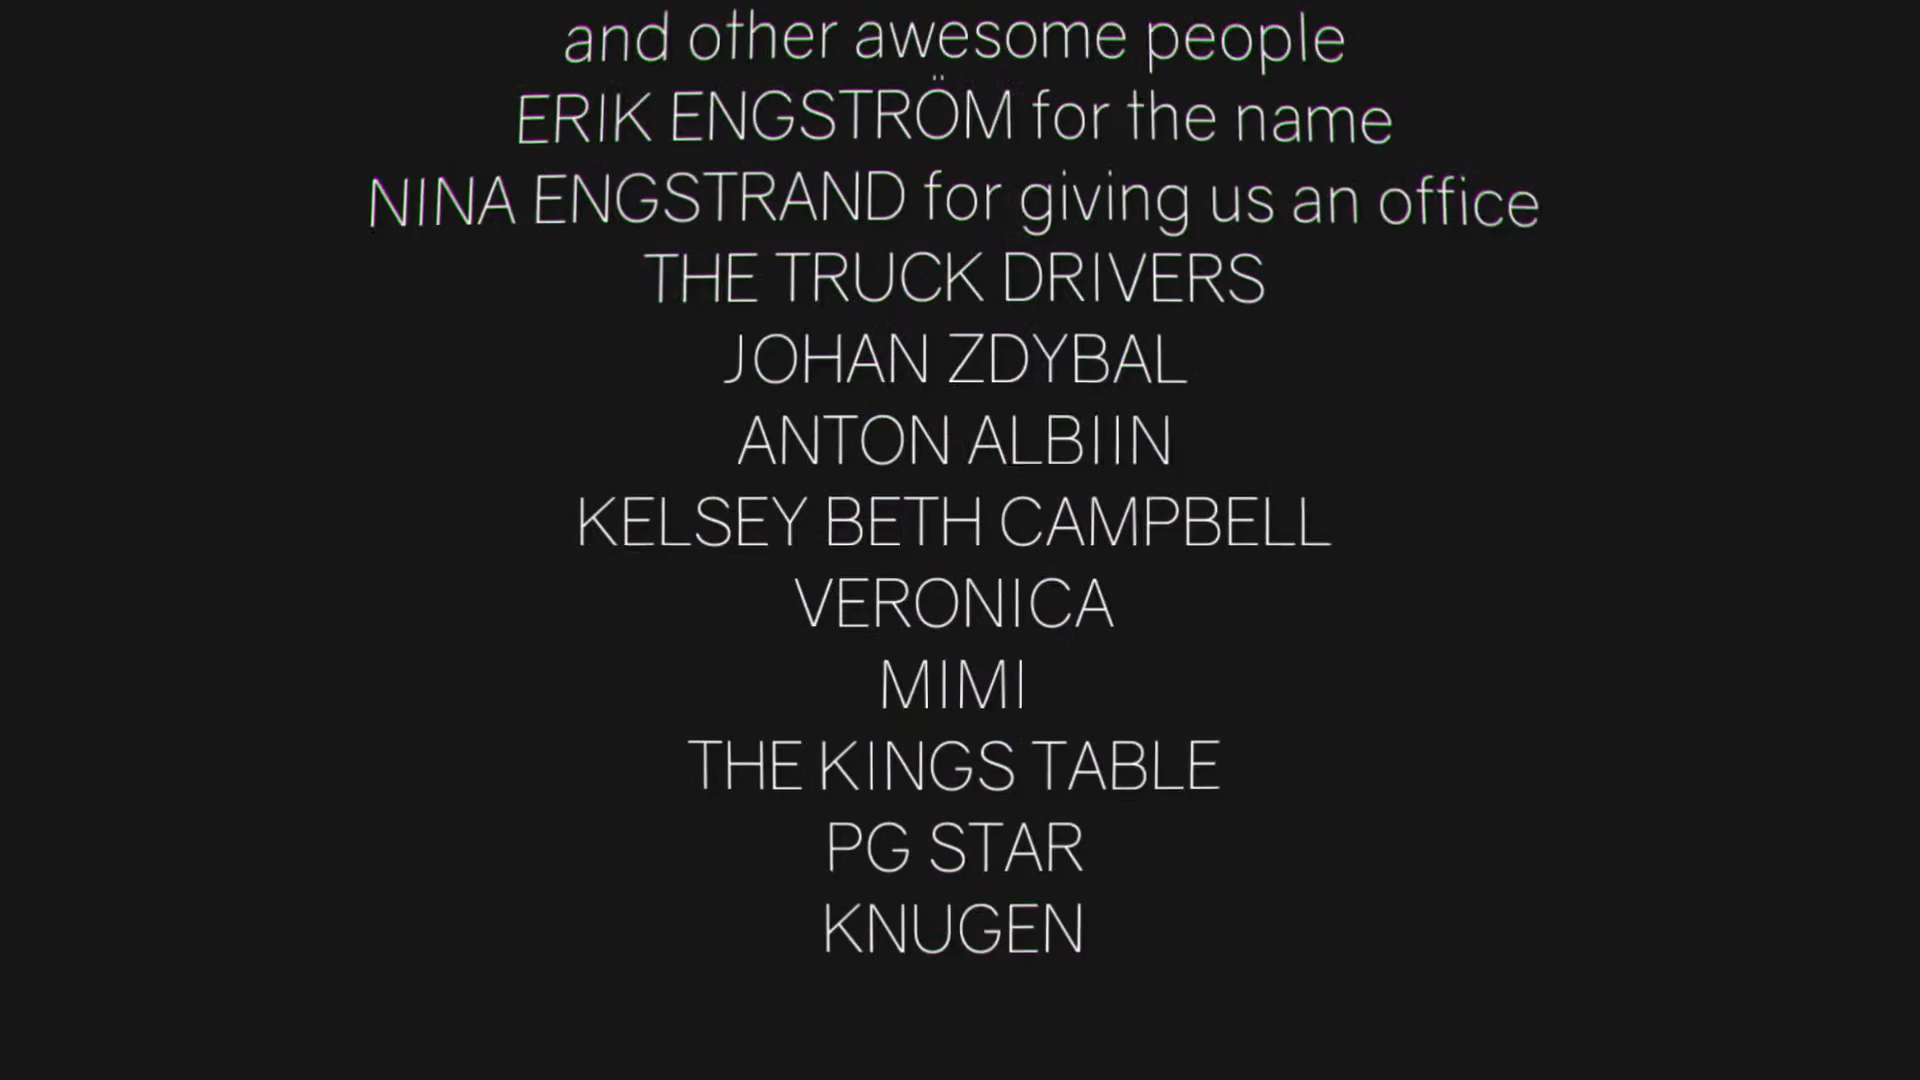 and other awesome people
ERIK ENGSTRÖM for the name
NINA ENGSTRAND for giving us an office
THE TRUCK DRIVERS
JOHAN ZDYBAL
ANTON ALBIIN
KELSEY BETH CAMPBELL
VERONICA
MIMI
THE KINGS TABLE
PG STAR
KNUGEN